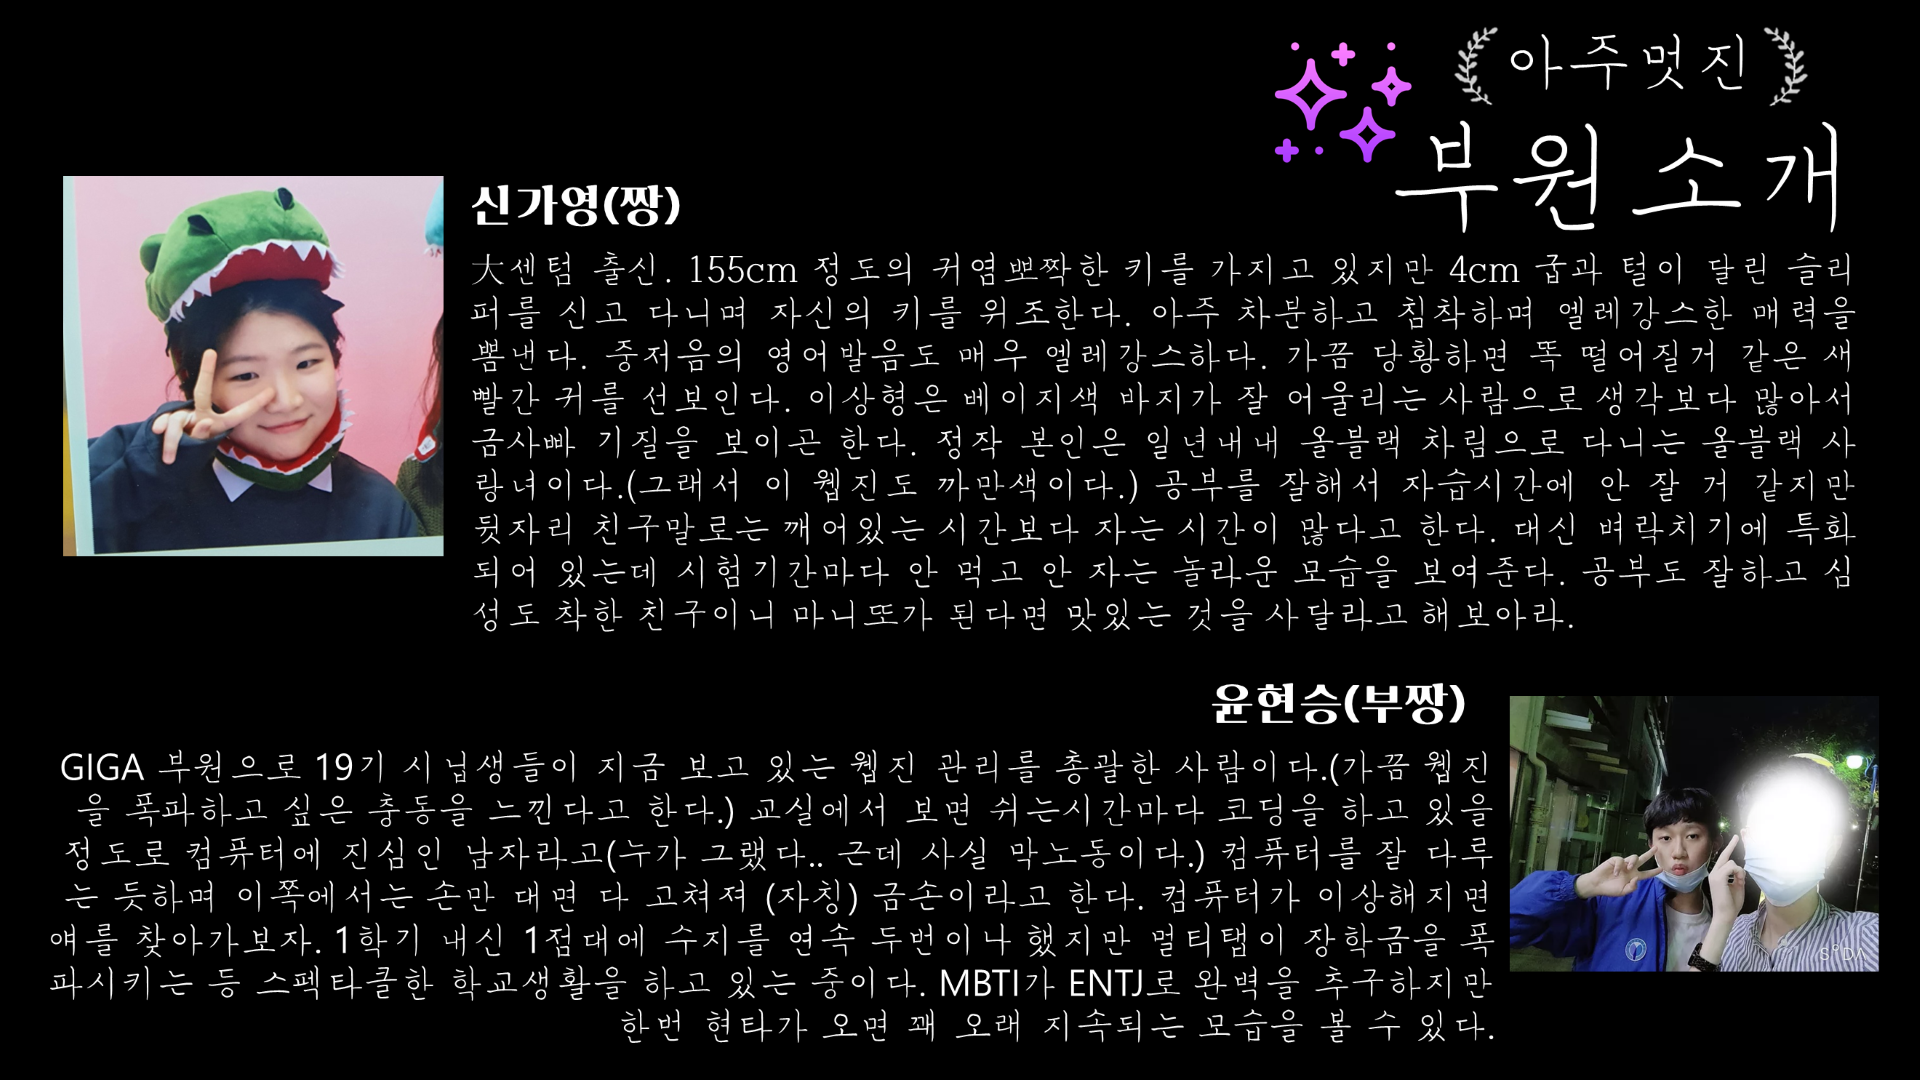 아주멋진
부원 소개
신가영(짱)
大센텀 출신. 155cm 정도의 커염뽀짝한 키를 가지고 있지만 4cm 굽과 털이 달린 슬리
퍼를 신고 다니며 자신의 키를 위조한다. 아주 차분하고 침착하며 엘레강스한 매력을
뽐낸다. 중저음의 영어발음도 매우 엘레강스하다. 가끔 당황하면 똑 떨어질거 같은 새
빨간 귀를 선보인다. 이상형은 베이지색 바지가 잘 어울리는 사람으로 생각보다 많아서
금사빠 기질을 보이곤 한다. 정작 본인은 일년내내 올블랙 차림으로 다니는 올블랙 사
랑녀이다.(그래서 이 웹진도 까만색이다.) 공부를 잘해서 자습시간에 안 잘 거 같지만
뒷자리 친구말로는 깨어있는 시간보다 자는 시간이 많다고 한다. 대신 벼락치기에 특화
되어 있는데 시험기간마다 안 먹고 안 자는 놀라운 모습을 보여준다. 공부도 잘하고 심
성도 착한 친구이니 마니또가 된다면 맛있는 것을 사달라고 해보아리.
윤현승(부짱)
GIGA 부원으로 19기 시닙생들이 지금 보고 있는 웹진 관리를 총괄한 사람이다.(가끔 웹진
을 폭파하고 싶은 충동을 느낀다고 한다.) 교실에서 보면 쉬는시간마다 코딩을 하고 있을
정도로 컴퓨터에 진심인 남자라고(누가 그랬다.. 근데 사실 막노동이다.) 컴퓨터를 잘 다루
는 듯하며 이쪽에서는 손만 대면 다 고쳐져 (자칭) 금손이라고 한다. 컴퓨터가 이상해지면
얘를 찾아가보자. 1학기 내신 1점대에 수지를 연속 두번이나 했지만 멀티탭이 장학금을 폭
파시키는 등 스펙타클한 학교생활을 하고 있는 중이다. MBTI가 ENTJ로 완벽을 추구하지만
한번 현타가 오면 꽤 오래 지속되는 모습을 볼 수 있다.
SODA